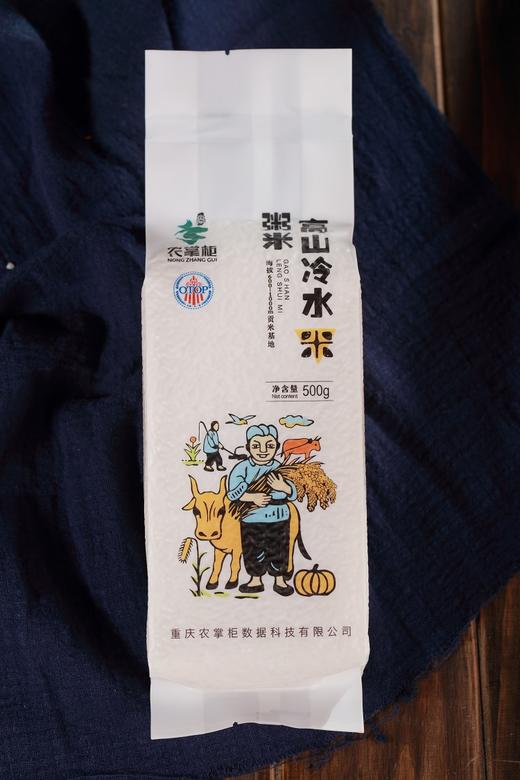 农掌柜
NONG ZHANG GUI
OTOP
高山冷水米
GAO SHAN
LENG SHUI MI
粥米
海拔600-1000m贡米基地
净含量
Net content
500g
重庆农掌柜数据科技有限公司